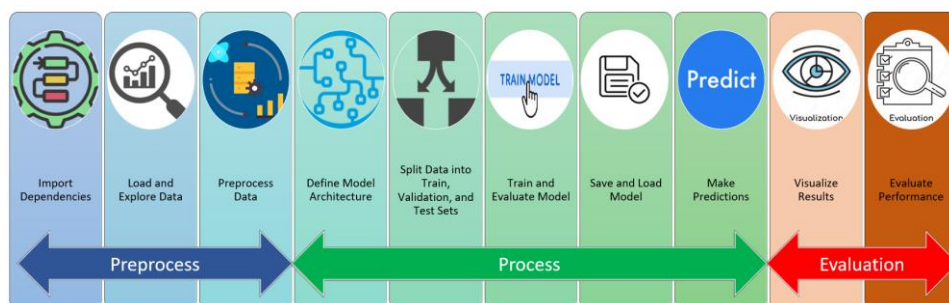 TRAIN MODEL
Predict
Visualization
Evaluation
Import
Dependencies
Load and
Explore Data
Preprocess
Data
Define Model
Architecture
Split Data into
Train,
Validation, and
Test Sets
Train and
Evaluate Model
Save and Load
Model
Make
Predictions
Visualize
Results
Evaluate
Performance
Preprocess
Process
Evaluation